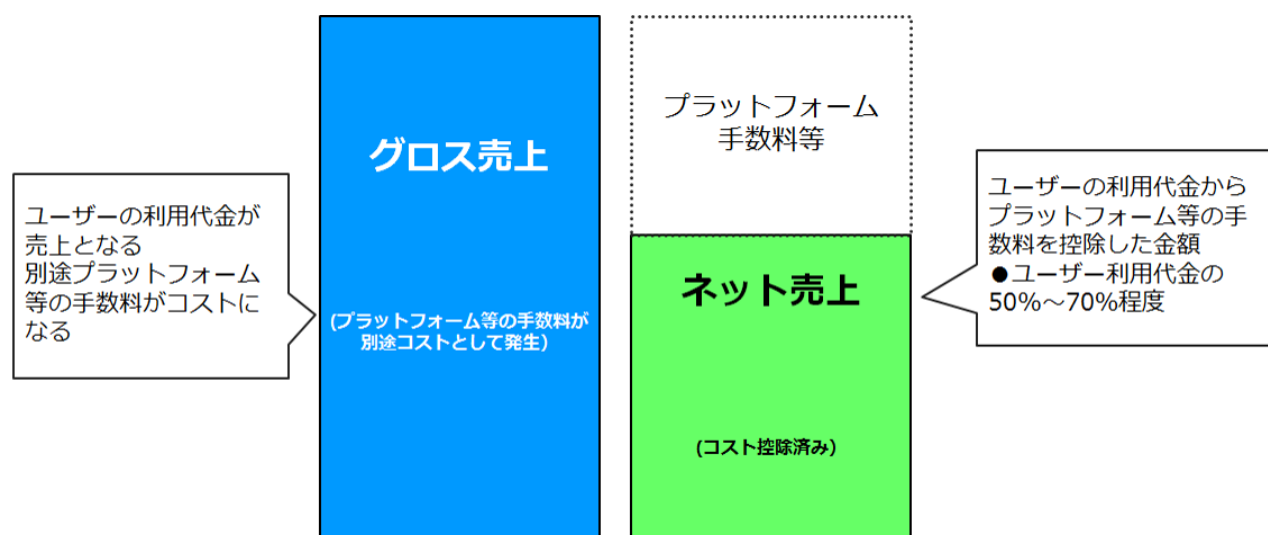 ユーザーの利用代金が
売上となる
別途プラットフォーム
等の手数料がコストに
なる
グロス売上
(プラットフォーム等の手数料が
別途コストとして発生)
プラットフォーム
手数料等
ネット売上
(コスト控除済み)
ユーザーの利用代金から
プラットフォーム等の手
数料を控除した金額
●ユーザー利用代金の
50%～70%程度